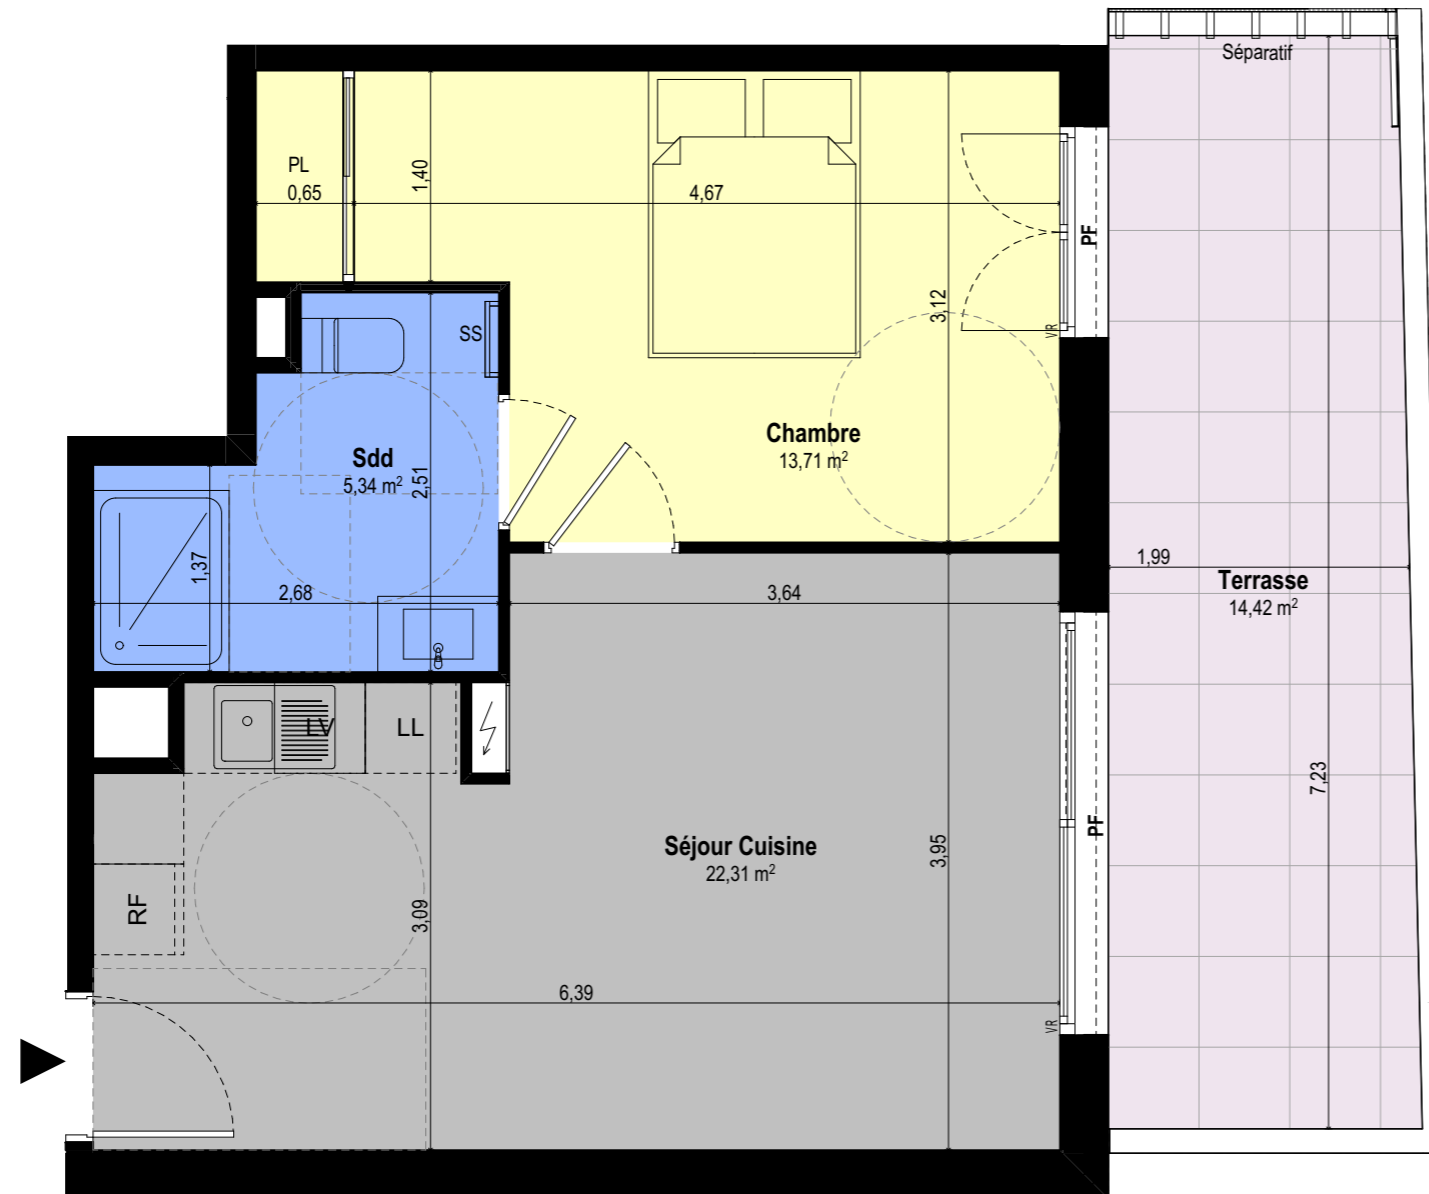 Séparatif
PL
0,65
1,40
4,67
PF
3,12
VR
SS
Chambre
13,71 m²
Sdd
5,34 m²
2,51
1,37
2,68
3,64
1,99
Terrasse
14,42 m²
LV
LL
7,23
PF
Séjour Cuisine
22,31 m²
3,95
RF
3,09
6,39
VR